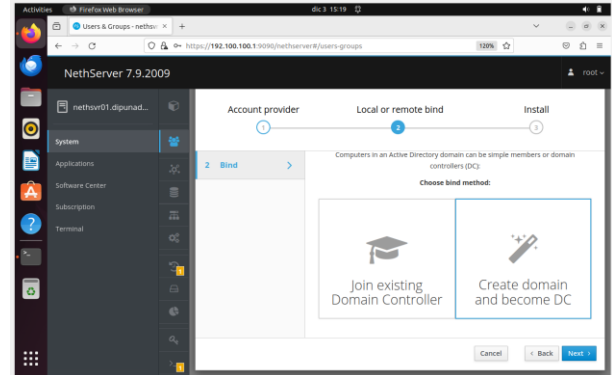 Activities
Firefox Web Browser
dic 3 15:19
Users & Groups - nethsv
https://192.100.100.1:9090/nethserver#/users-groups
120%
NethServer 7.9.2009
root
nethsvr01.dipunad...
System
Applications
Software Center
Subscription
Terminal
Account provider
Local or remote bind
Install
1
2
3
2 Bind
Computers in an Active Directory domain can be simple members or domain
controllers (DC):
Choose bind method:
Join existing
Domain Controller
Create domain
and become DC
Cancel
Back
Next